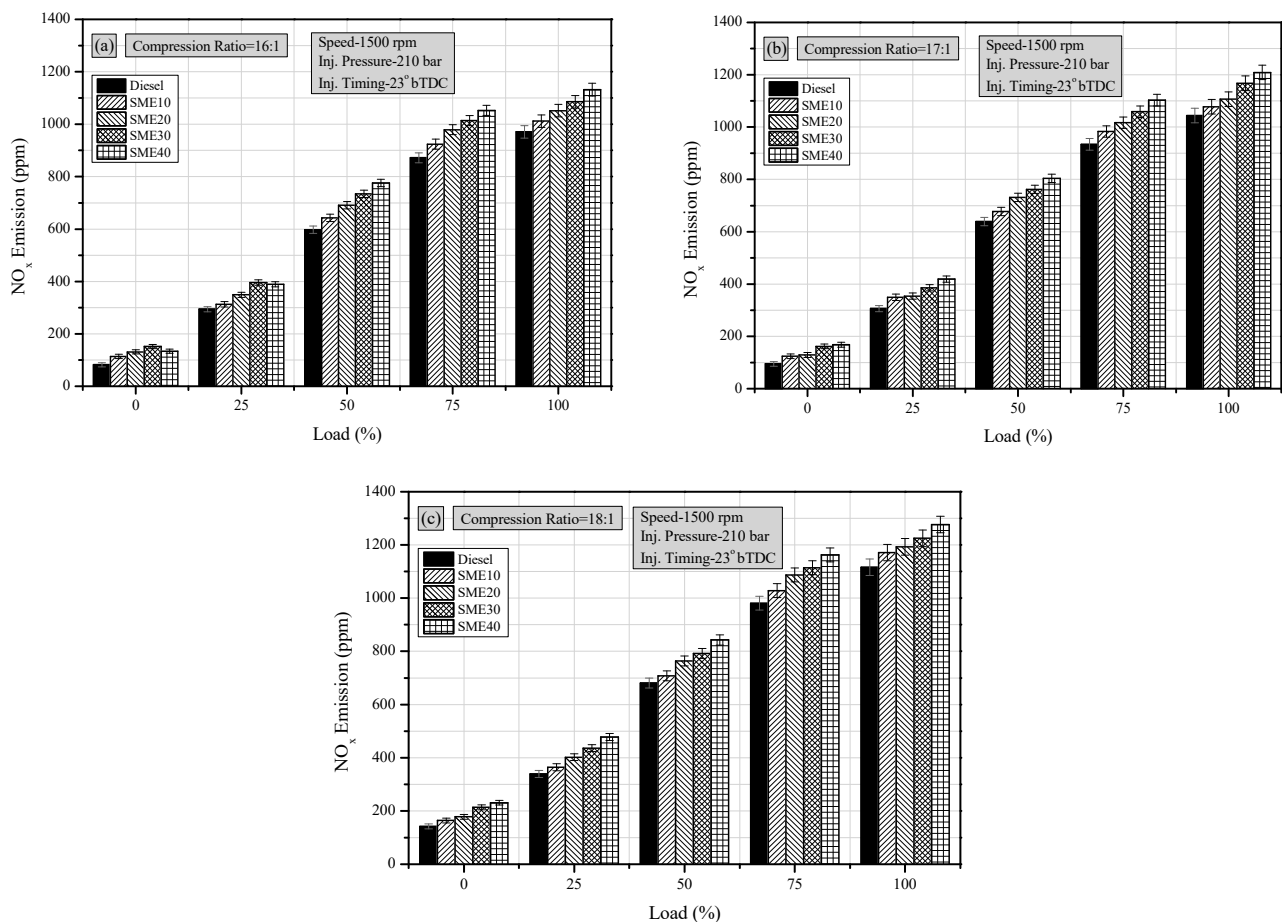 (a)
Compression Ratio=16:1
Speed-1500 rpm
Inj. Pressure-210 bar
Inj. Timing-23° bTDC
Diesel
SME10
SME20
SME30
SME40
NOx Emission (ppm)
1400
1200
1000
800
600
400
200
0
0 25 50 75 100
Load (%)
(b)
Compression Ratio=17:1
Speed-1500 rpm
Inj. Pressure-210 bar
Inj. Timing-23° bTDC
Diesel
SME10
SME20
SME30
SME40
NOx Emission (ppm)
1400
1200
1000
800
600
400
200
0
0 25 50 75 100
Load (%)
(c)
Compression Ratio=18:1
Speed-1500 rpm
Inj. Pressure-210 bar
Inj. Timing-23° bTDC
Diesel
SME10
SME20
SME30
SME40
NOx Emission (ppm)
1400
1200
1000
800
600
400
200
0
0 25 50 75 100
Load (%)